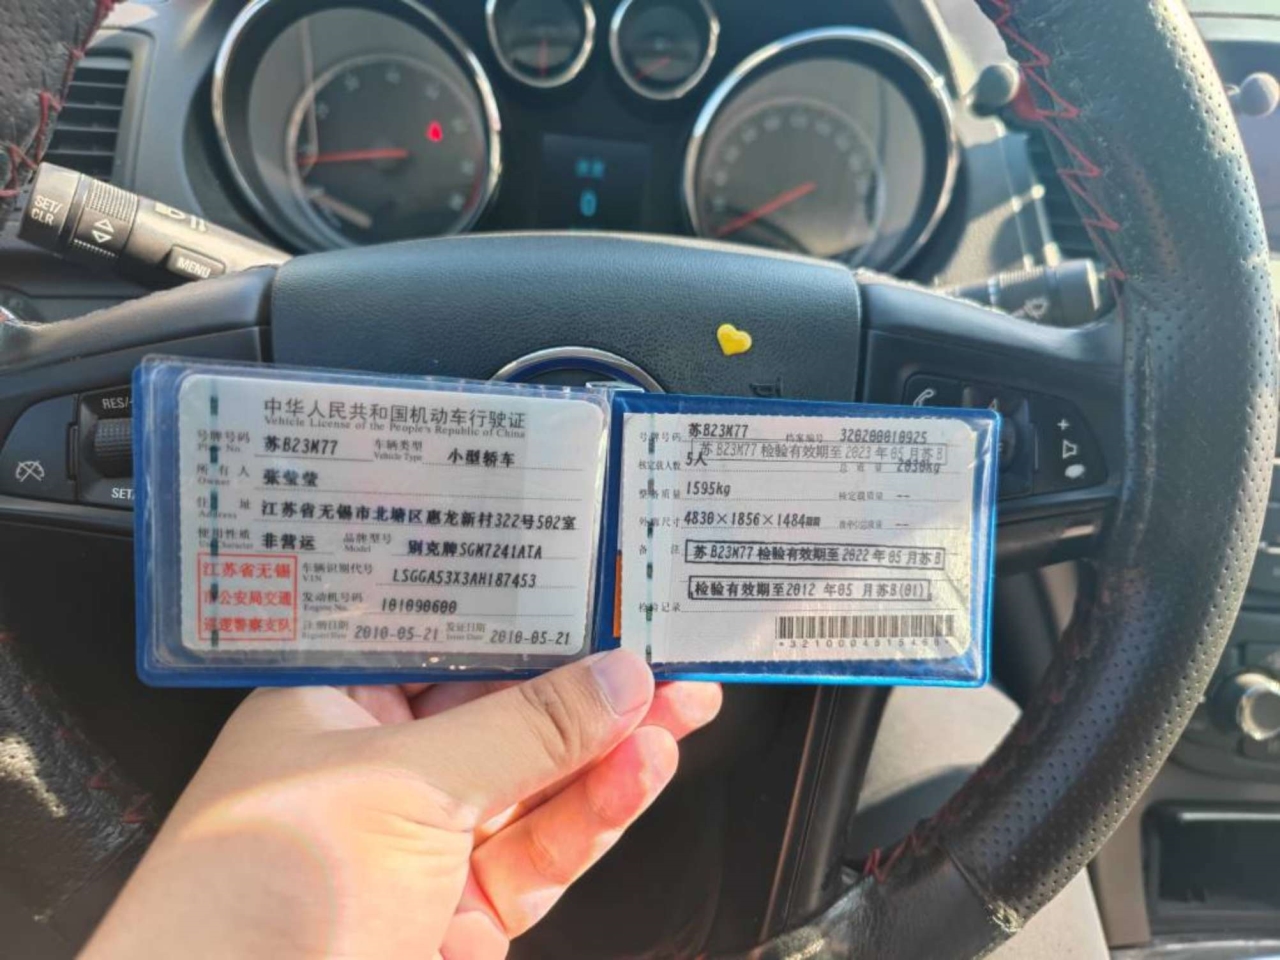 SET/
CLR
MENU
0
RES/
SET/
中华人民共和国机动车行驶证
Vehicle License of the People's Republic of China
号牌号码 苏B23M77 车辆类型 小型轿车
Plate No. Vehicle Type
所有人 张莹莹
Owner
住址 江苏省无锡市北塘区惠龙新村322号502室
Address
使用性质 非营运 品牌型号 别克牌SGM7241ATA
Use Character Model
江苏省无锡
市公安局交通
巡逻警察支队
车辆识别代号 LSGGA53X3AH187453
VIN
发动机号码 101090600
Engine No.
注册日期 2010-05-21 发证日期 2010-05-21
Register Date Issue Date
号牌号码 苏B23M77 档案编号 320200010925
苏B23M77 检验有效期至2023年05月苏B
核定载人数 5人 总质量 2030kg
整备质量 1595kg 核定载质量 --
外廓尺寸 4830×1856×1484 --
备注 苏B23M77 检验有效期至2022年05月苏B
检验有效期至2012 年05 月苏B(01)
检验记录